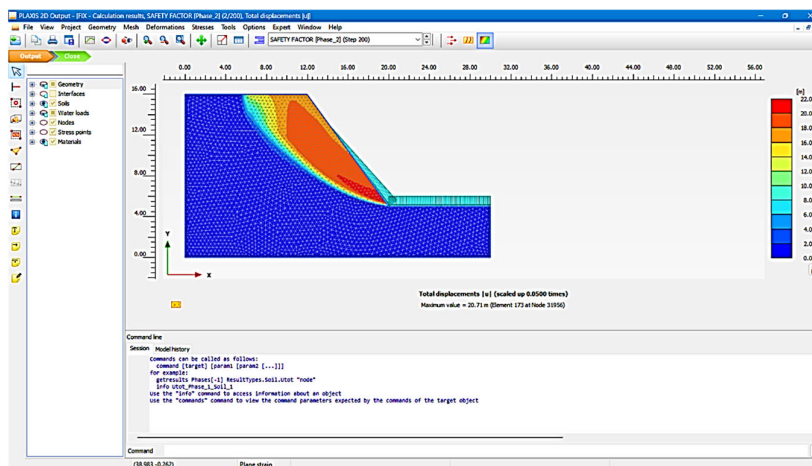 PLAXIS 2D Output - [FIX - Calculation results, SAFETY FACTOR [Phase_2] (2/200), Total displacements |u|]
File View Project Geometry Mesh Deformations Stresses Tools Options Expert Window Help
SAFETY FACTOR [Phase_2] (Step 200)
Output Close
Geometry
Interfaces
Soils
Water loads
Nodes
Stress points
Materials
0.00 4.00 8.00 12.00 16.00 20.00 24.00 28.00 32.00 36.00 40.00 44.00 48.00 52.00 56.00
16.00
12.00
8.00
4.00
0.00
Y
X
[m]
22.0
20.0
18.0
16.0
14.0
12.0
10.0
8.0
6.0
4.0
2.0
0.0
Total displacements |u| (scaled up 0.0500 times)
Maximum value = 20.71 m (Element 173 at Node 31956)
Command line
Session Model history
Commands can be called as follows:
command [target] [param1 [param2 [...]]]
For example:
getresults Phases[-1] ResultTypes.Soil.Utot "node"
info Utot_Phase_1_Soil_1
Use the "info" command to access information about an object
Use the "commands" command to view the command parameters expected by the commands of the target object
Command
(38.983 -0.262) Plane strain